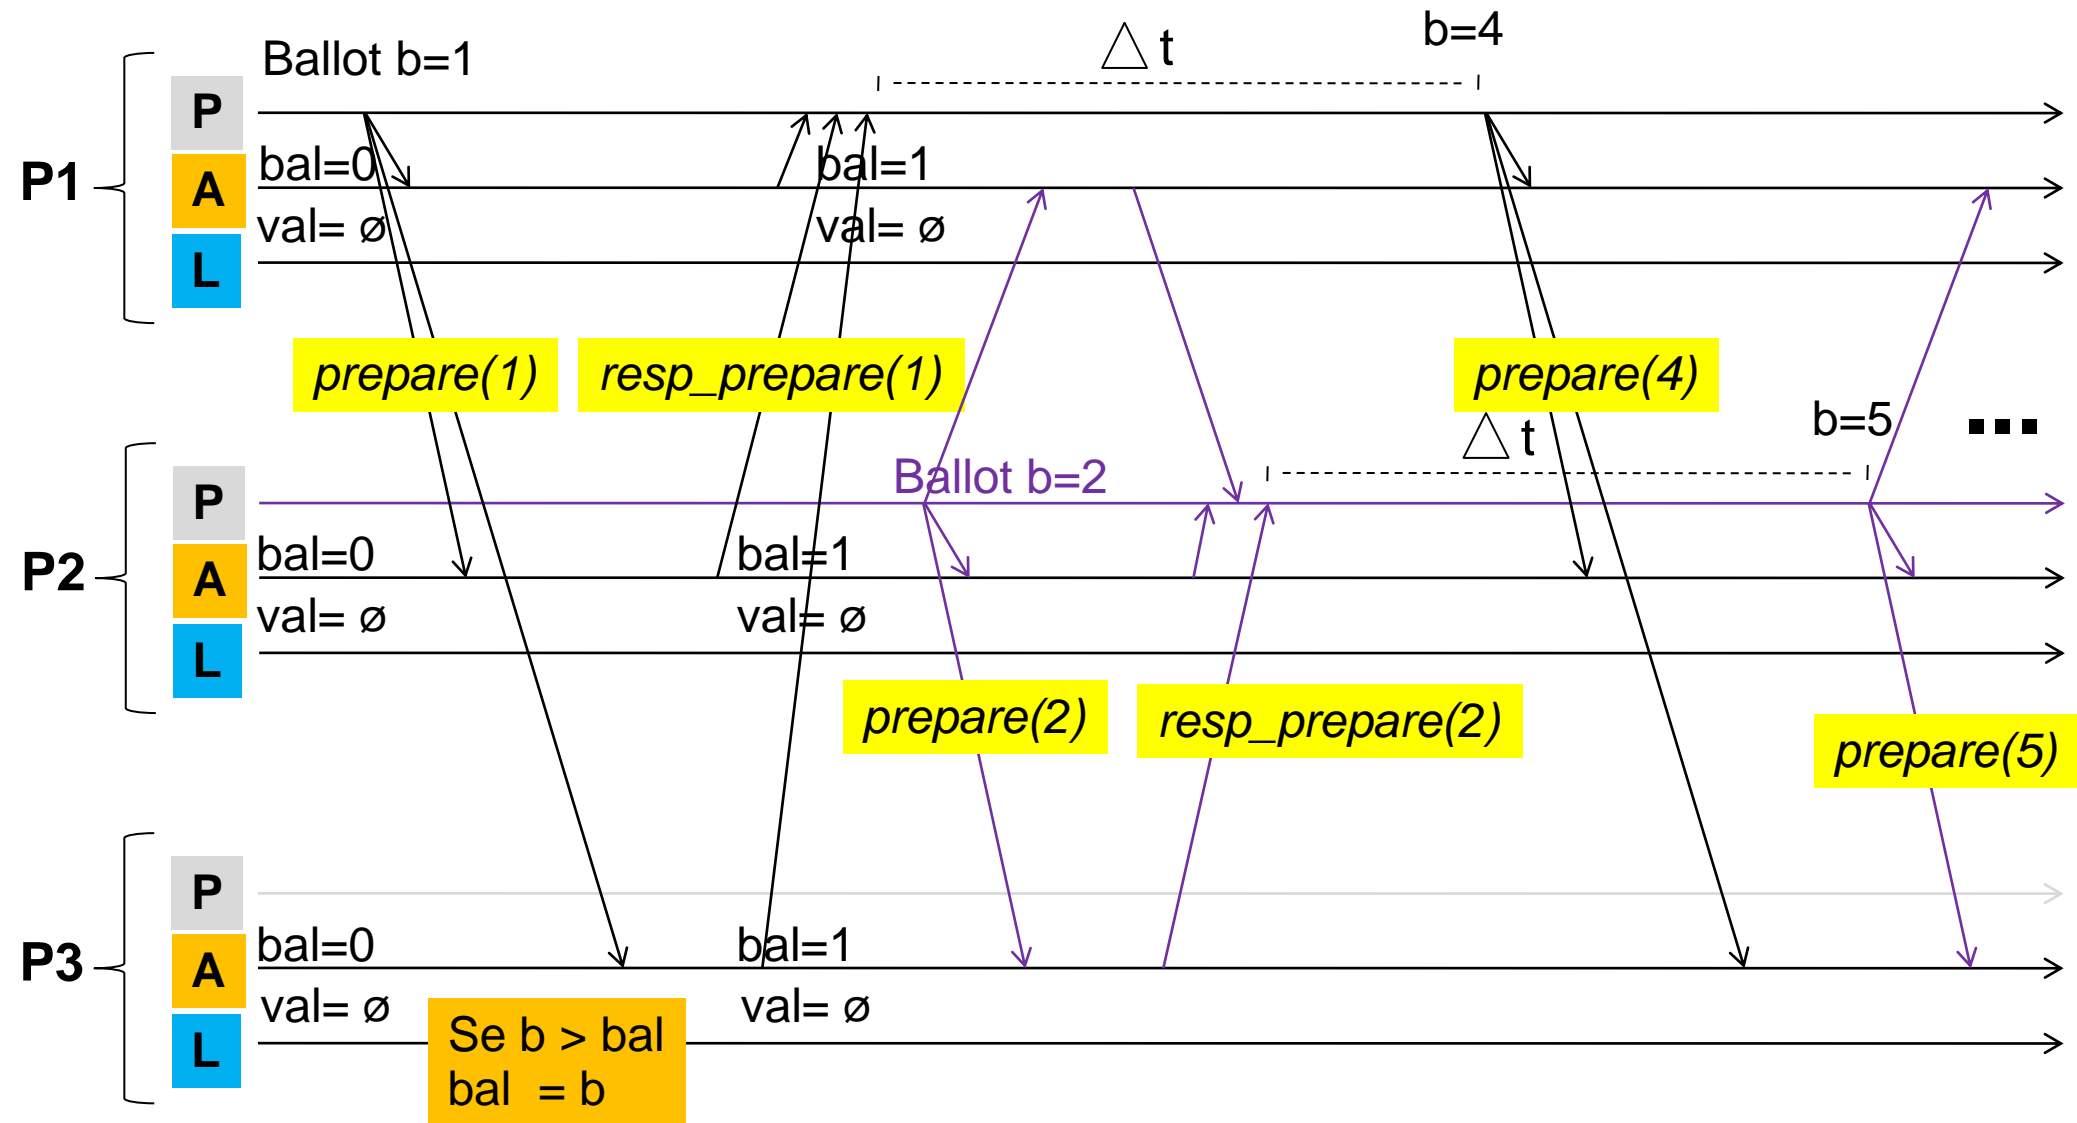 b=4
△ t
Ballot b=1
P
bal=0
bal=1
P1
A
val= ø
val= ø
L
prepare(1)
resp_prepare(1)
prepare(4)
b=5
...
△ t
Ballot b=2
P
bal=0
bal=1
P2
A
val= ø
val= ø
L
prepare(2)
resp_prepare(2)
prepare(5)
P
bal=0
bal=1
P3
A
val= ø
val= ø
L
Se b > bal
bal = b